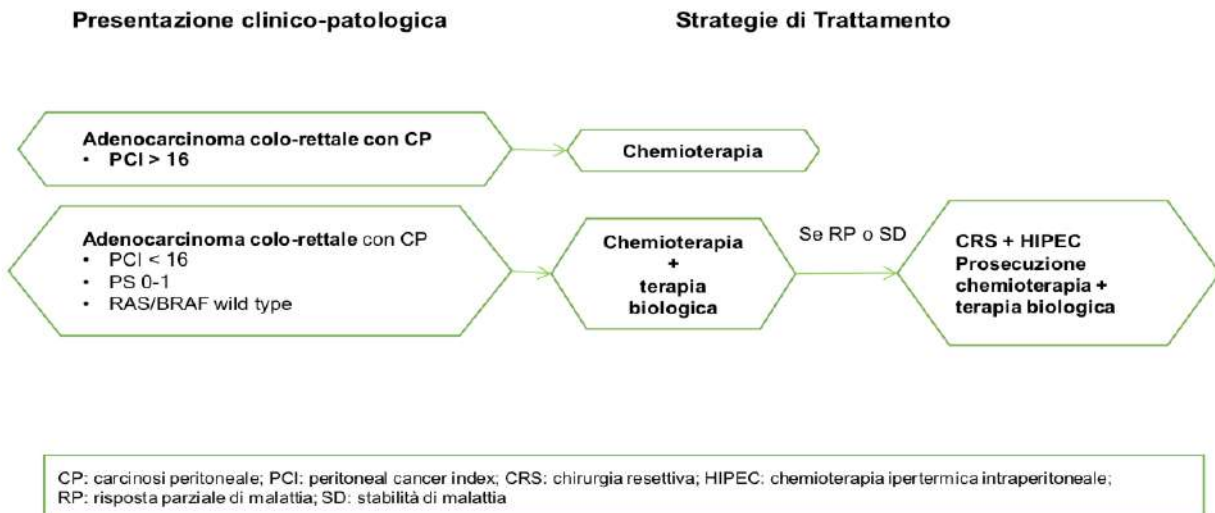 Presentazione clinico-patologica
Strategie di Trattamento
Adenocarcinoma colo-rettale con CP
• PCI > 16
Chemioterapia
Adenocarcinoma colo-rettale con CP
• PCI < 16
• PS 0-1
• RAS/BRAF wild type
Chemioterapia
+
terapia
biologica
Se RP o SD
CRS + HIPEC
Prosecuzione
chemioterapia +
terapia biologica
CP: carcinosi peritoneale; PCI: peritoneal cancer index; CRS: chirurgia resettiva; HIPEC: chemioterapia ipertermica intraperitoneale;
RP: risposta parziale di malattia; SD: stabilità di malattia